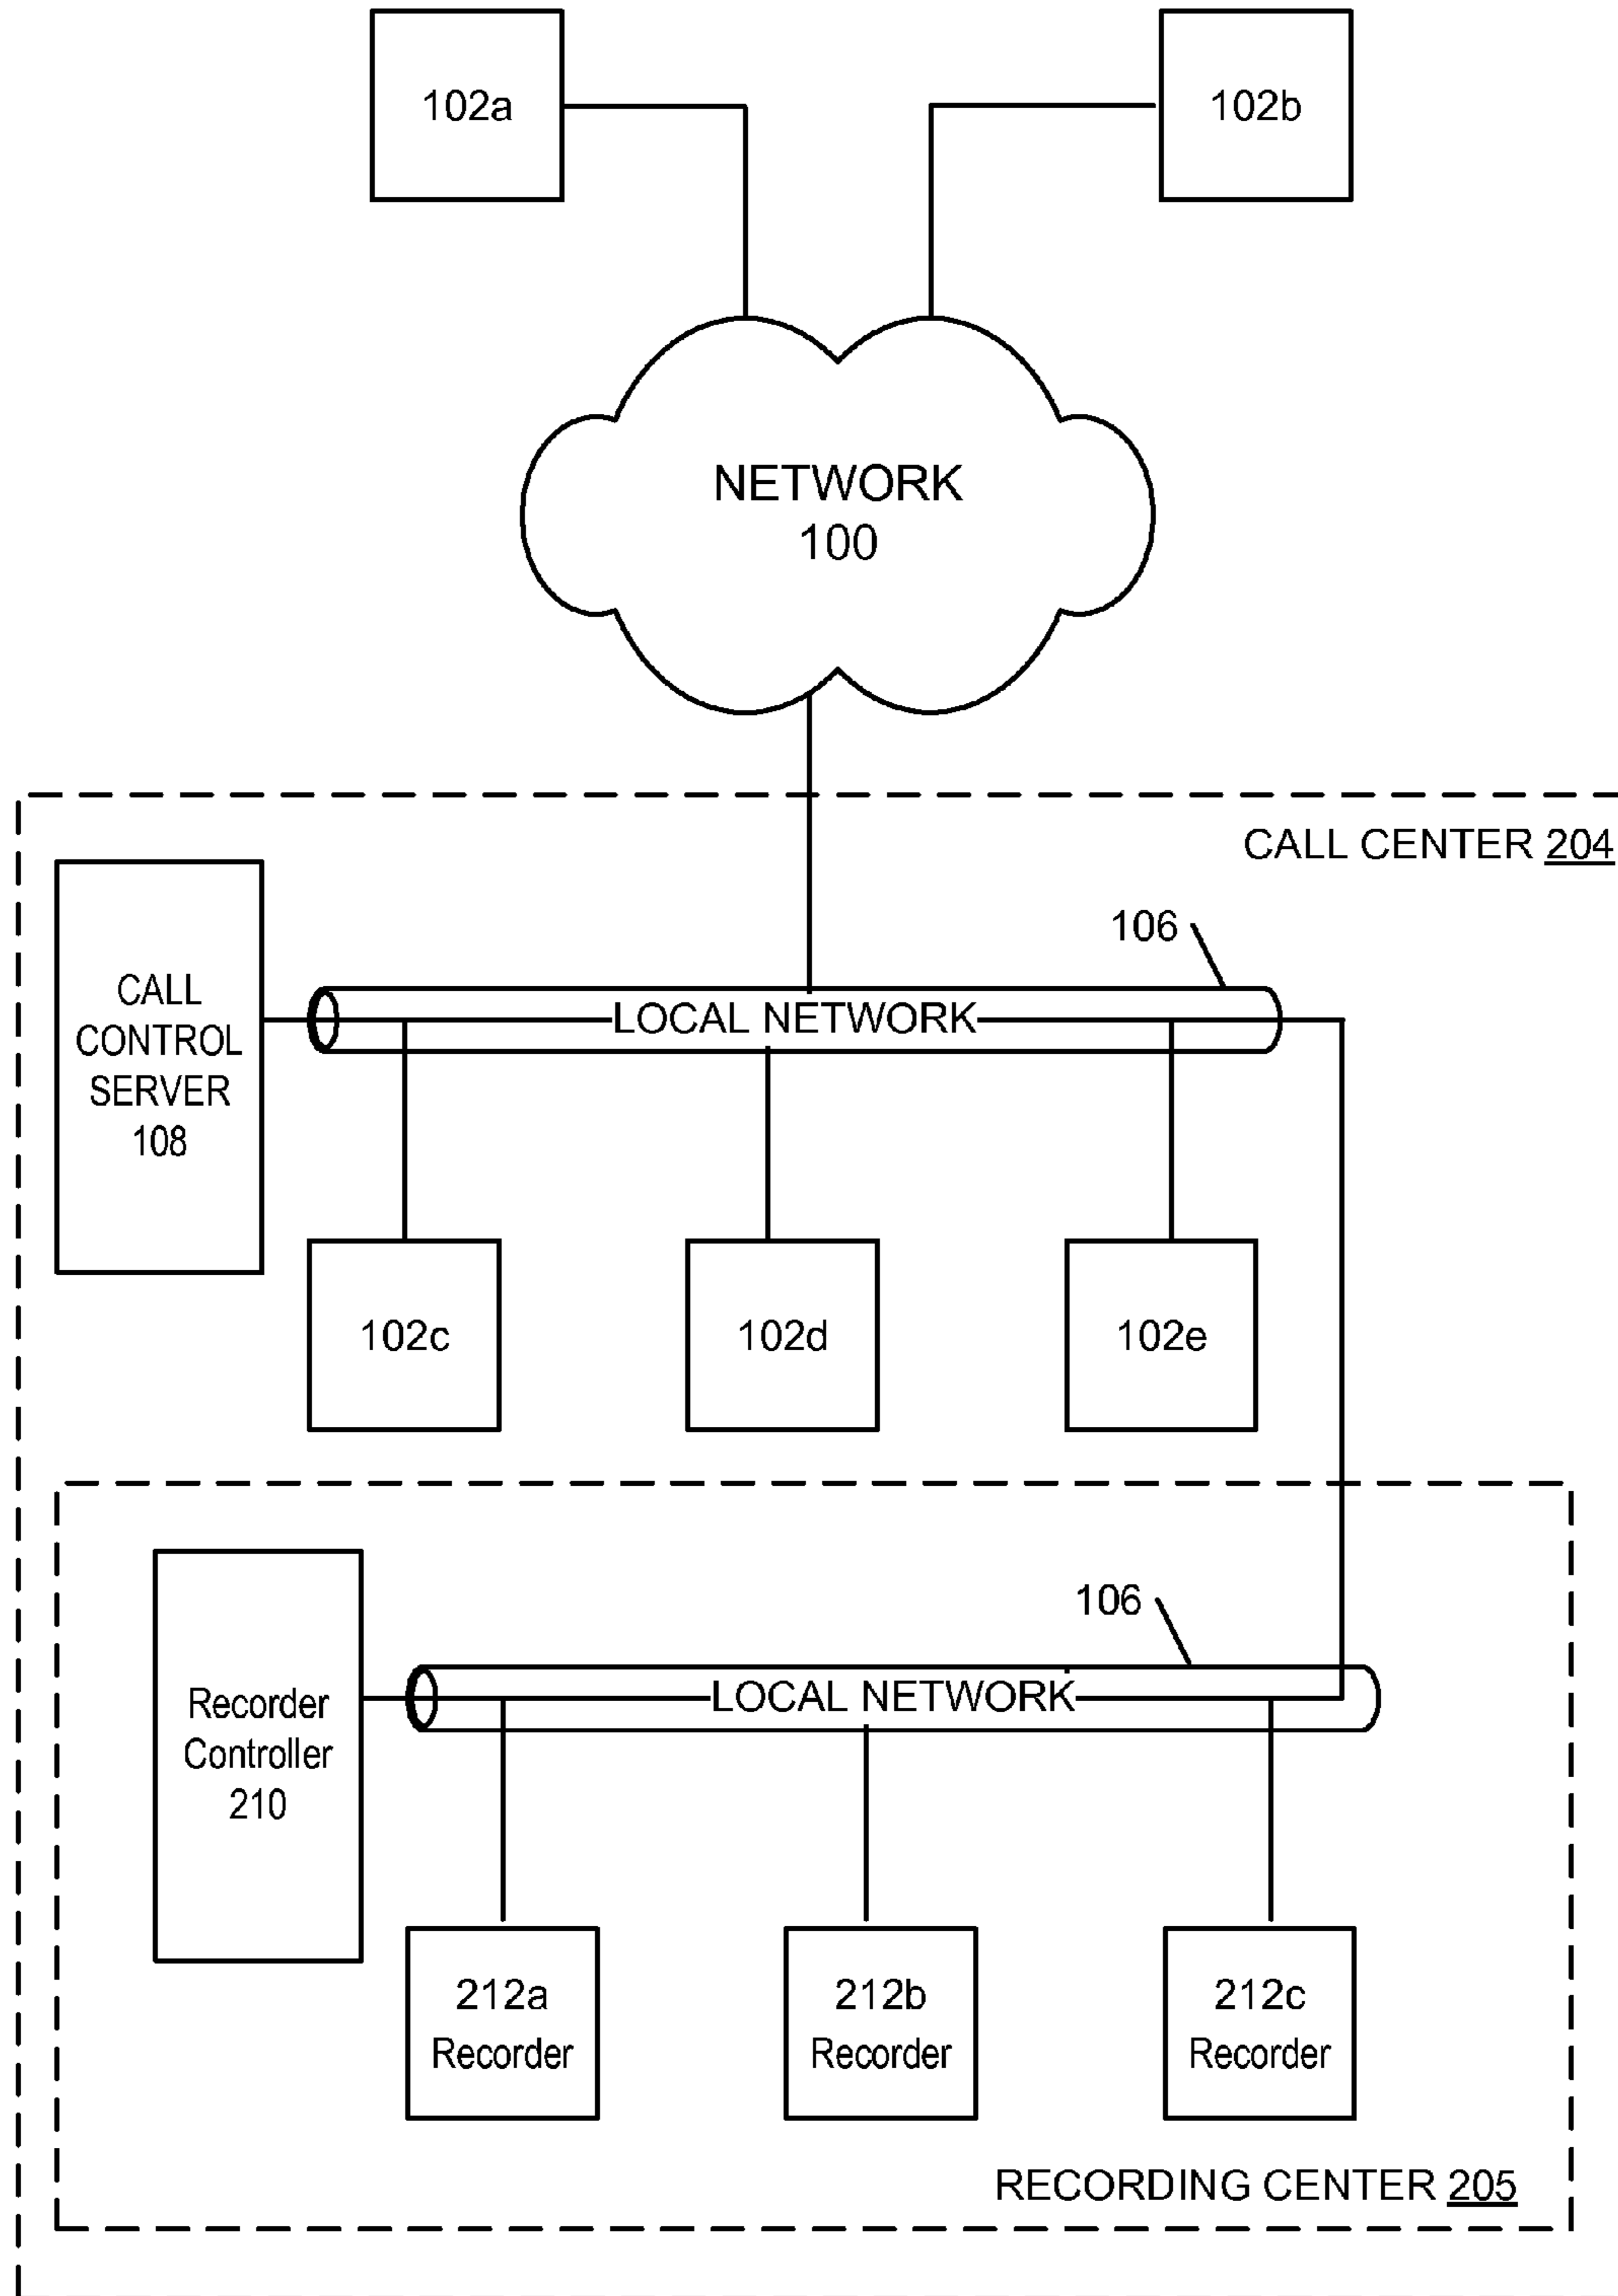 102a
102b
NETWORK
100
CALL CENTER 204
106
CALL
CONTROL
SERVER
108
LOCAL NETWORK
102c
102d
102e
106
Recorder
Controller
210
LOCAL NETWORK
212a
Recorder
212b
Recorder
212c
Recorder
RECORDING CENTER 205